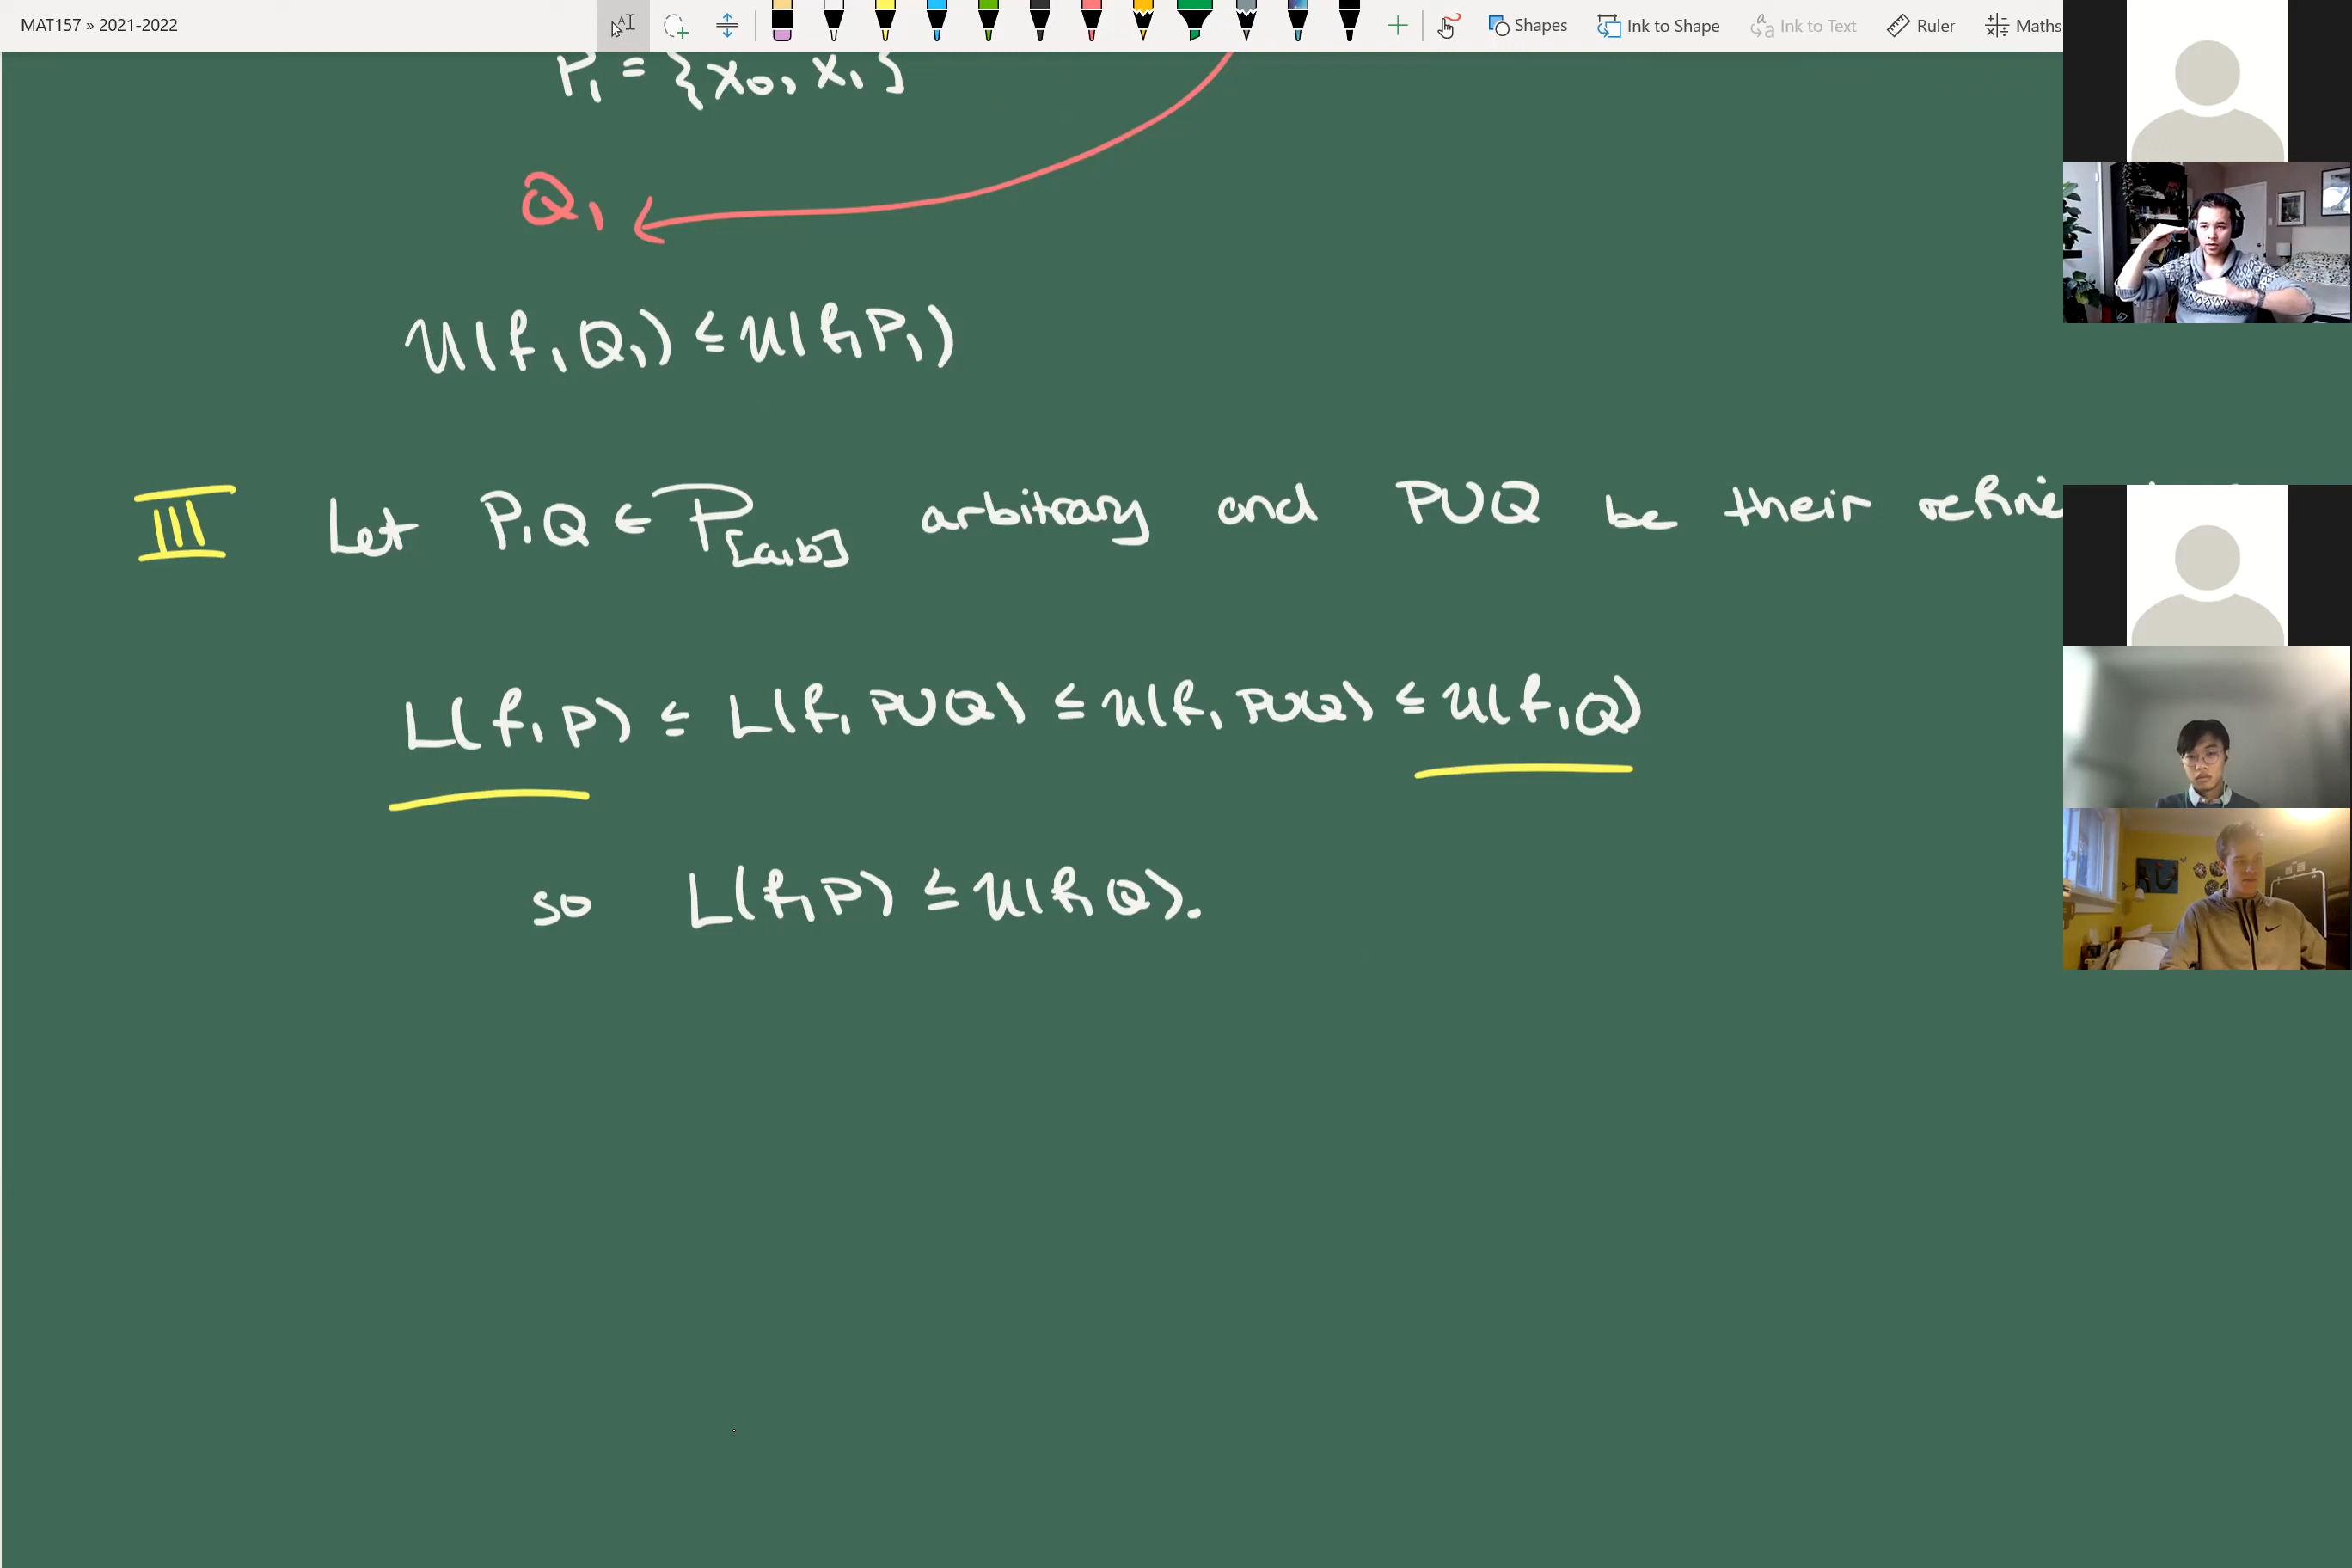 MAT157 » 2021-2022 Shapes Ink to Shape Ink to Text Ruler Maths
P₁ = {x₀, x₁}
Q₁
U(f, Q₁) ≤ U(f, P₁)
III Let P, Q ∈ P[a,b] arbitrary and P∪Q be their refine
L(f, P) ≤ L(f, P∪Q) ≤ U(f, P∪Q) ≤ U(f, Q)
so L(f, P) ≤ U(f, Q).